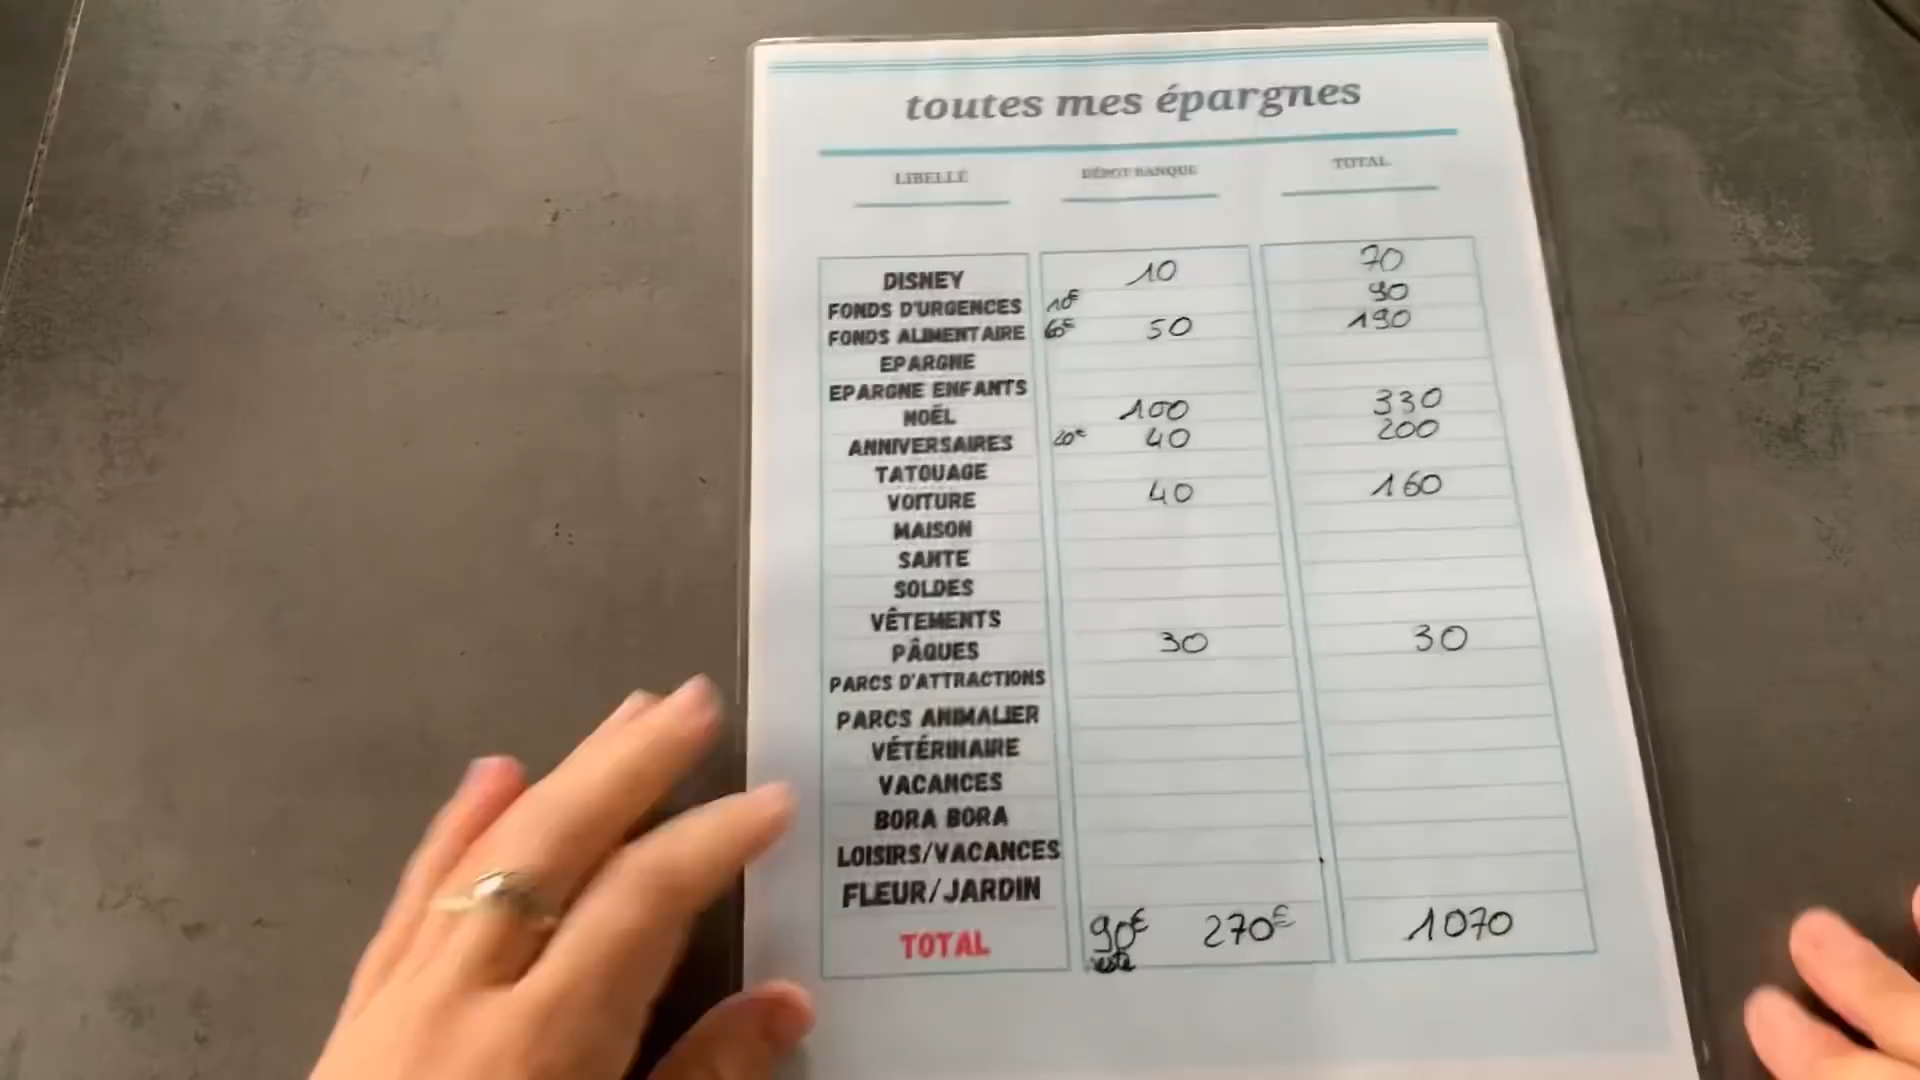 toutes mes épargnes
LIBELLÉ DÉPOT BANQUE TOTAL
DISNEY 10 70
FONDS D'URGENCES 10€ 90
FONDS ALIMENTAIRE 60€ 50 190
EPARGNE
EPARGNE ENFANTS
NOËL 100 330
ANNIVERSAIRES 20€ 40 200
TATOUAGE
VOITURE 40 160
MAISON
SANTE
SOLDES
VÊTEMENTS
PÂQUES 30 30
PARCS D'ATTRACTIONS
PARCS ANIMALIER
VÉTÉRINAIRE
VACANCES
BORA BORA
LOISIRS/VACANCES
FLEUR/JARDIN
TOTAL 90€ 270€ 1070
reste